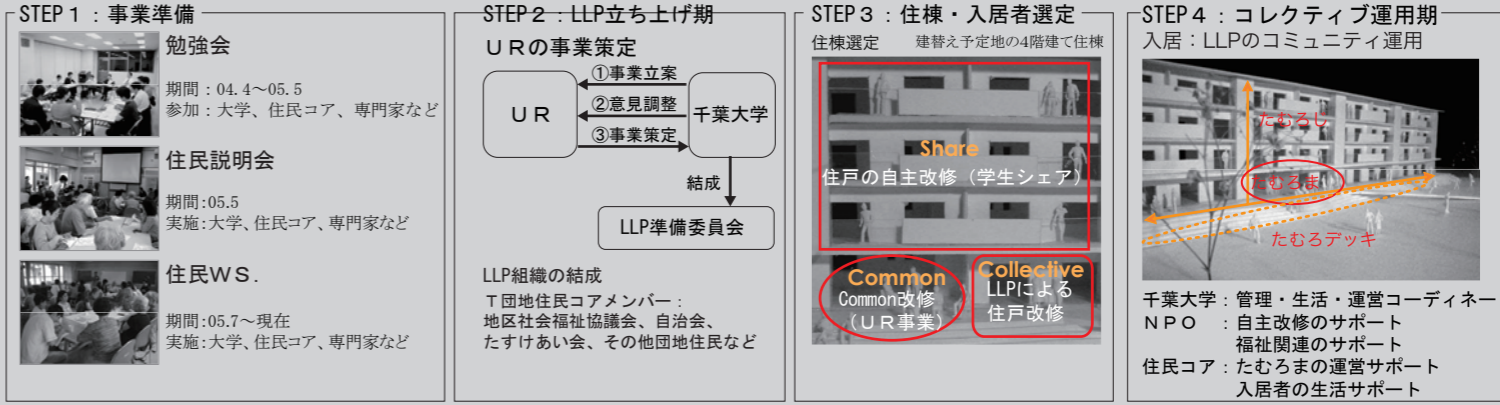 STEP1：事業準備
勉強会
期間：04.4～05.5
参加：大学、住民コア、専門家など
住民説明会
期間:05.5
実施:大学、住民コア、専門家など
住民WS.
期間:05.7～現在
実施:大学、住民コア、専門家など
STEP2：LLP立ち上げ期
URの事業策定
UR
①事業立案
②意見調整
③事業策定
千葉大学
結成
LLP準備委員会
LLP組織の結成
T団地住民コアメンバー：
地区社会福祉協議会、自治会、
たすけあい会、その他団地住民など
STEP3：住棟・入居者選定
住棟選定 建替え予定地の4階建て住棟
Share
住戸の自主改修（学生シェア）
Common
Common改修
（UR事業）
Collective
LLPによる
住戸改修
STEP4：コレクティブ運用期
入居：LLPのコミュニティ運用
たむろじ
たむろま
たむろデッキ
千葉大学：管理・生活・運営コーディネー
NPO ：自主改修のサポート
福祉関連のサポート
住民コア：たむろまの運営サポート
入居者の生活サポート